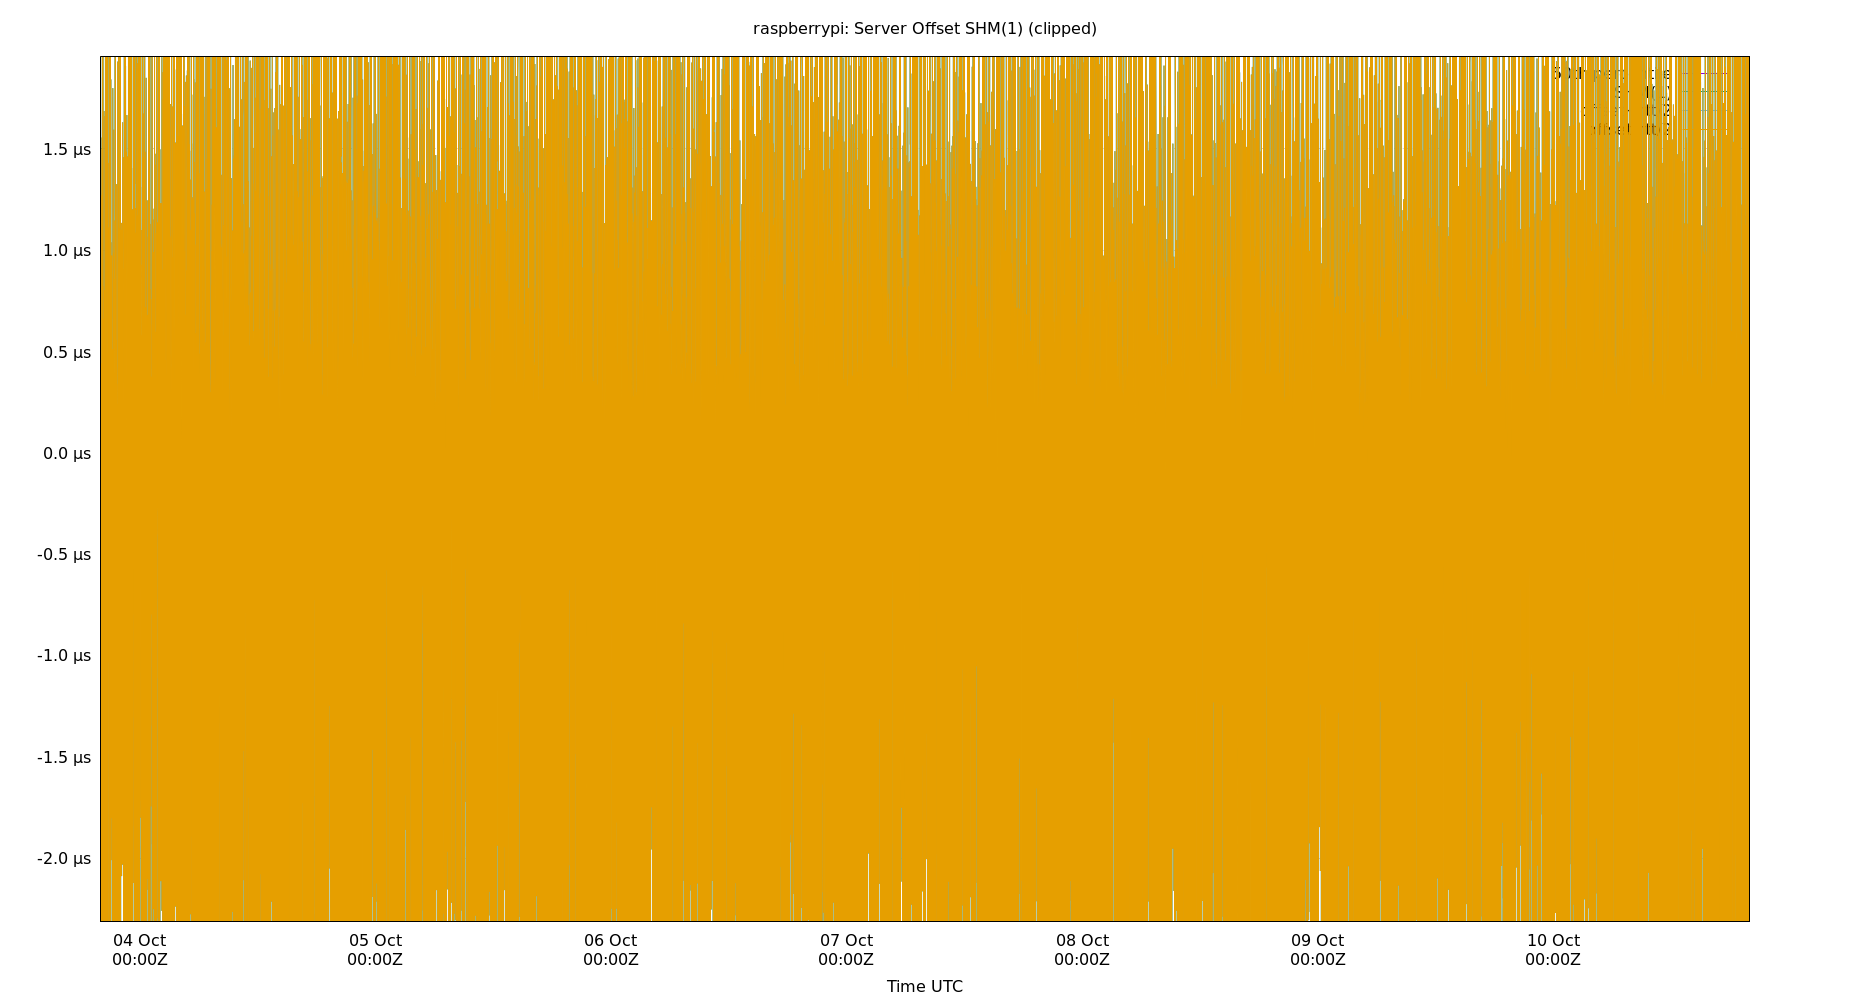 raspberrypi: Server Offset SHM(1) (clipped)
1.5 µs
1.0 µs
0.5 µs
0.0 µs
-0.5 µs
-1.0 µs
-1.5 µs
-2.0 µs
04 Oct 05 Oct 06 Oct 07 Oct 08 Oct 09 Oct 10 Oct
00:00Z 00:00Z 00:00Z 00:00Z 00:00Z 00:00Z 00:00Z
Time UTC